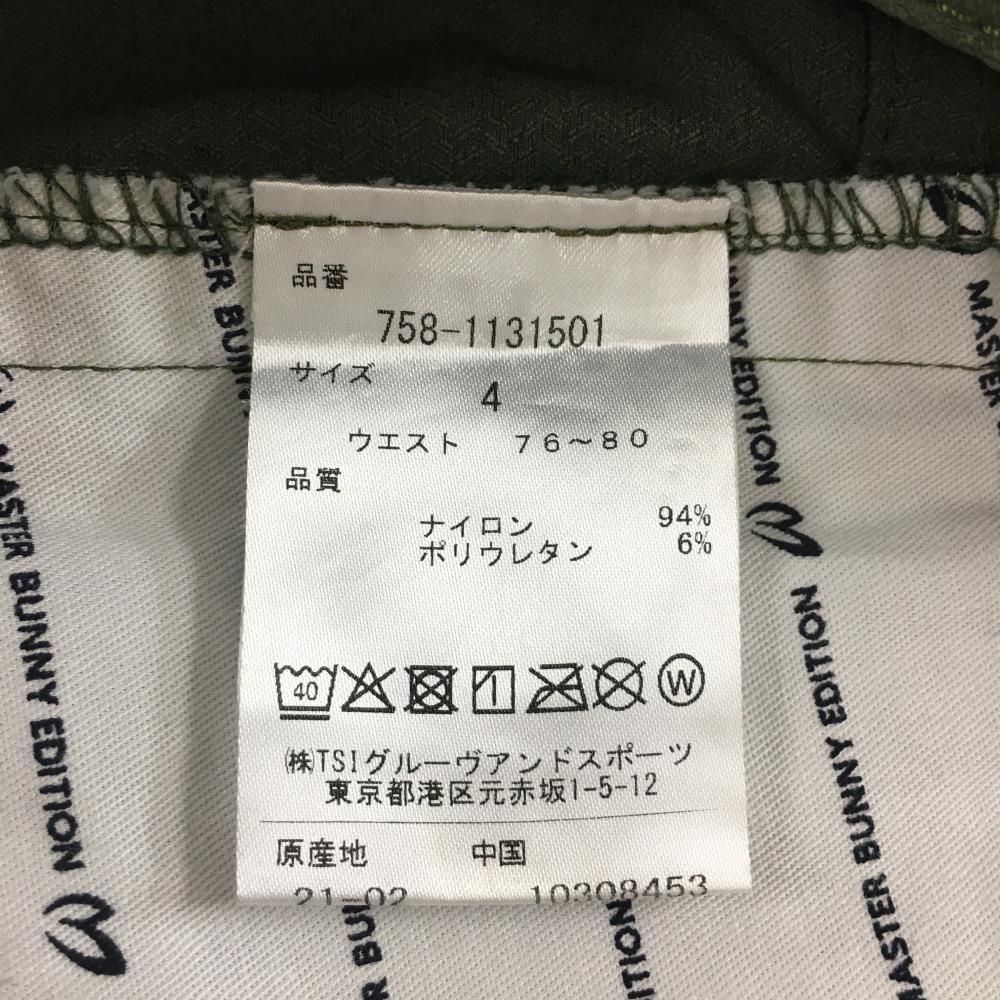 品番
758-1131501
サイズ
4
ウエスト 76~80
品質
ナイロン 94%
ポリウレタン 6%
40
W
㈱TSIグルーヴアンドスポーツ
東京都港区元赤坂1-5-12
原産地 中国
21-02 10308453
MASTER BUNNY EDITION
MASTER BUNNY EDITION
MASTER BUNNY EDITION